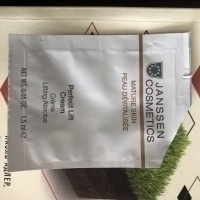 JANSSEN
COSMETICS
MATURE SKIN
PEAU DÉVITALISÉE
Perfect Lift
Cream
Crème
Lifting Absolue
NET WT. 0.05 OZ. 1,5 ml ℮